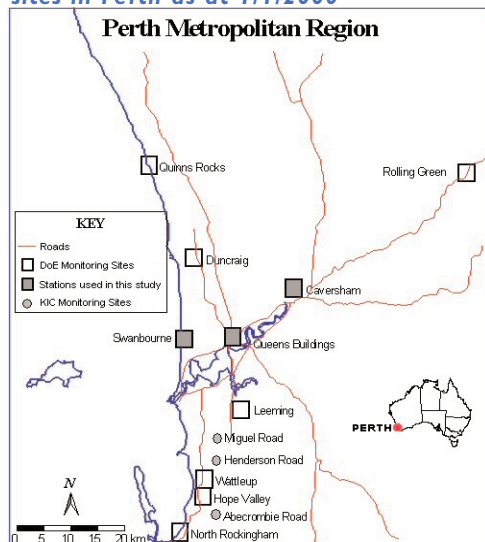 sites in Perth as at 1/1/2000
Perth Metropolitan Region
Quinns Rocks
Rolling Green
KEY
Roads
DoE Monitoring Sites
Stations used in this study
KIC Monitoring Sites
Duncraig
Caversham
Swanbourne
Queens Buildings
Leeming
PERTH
Miguel Road
Henderson Road
Wattleup
Hope Valley
Abecrombie Road
North Rockingham
N
0 5 10 15 20 km